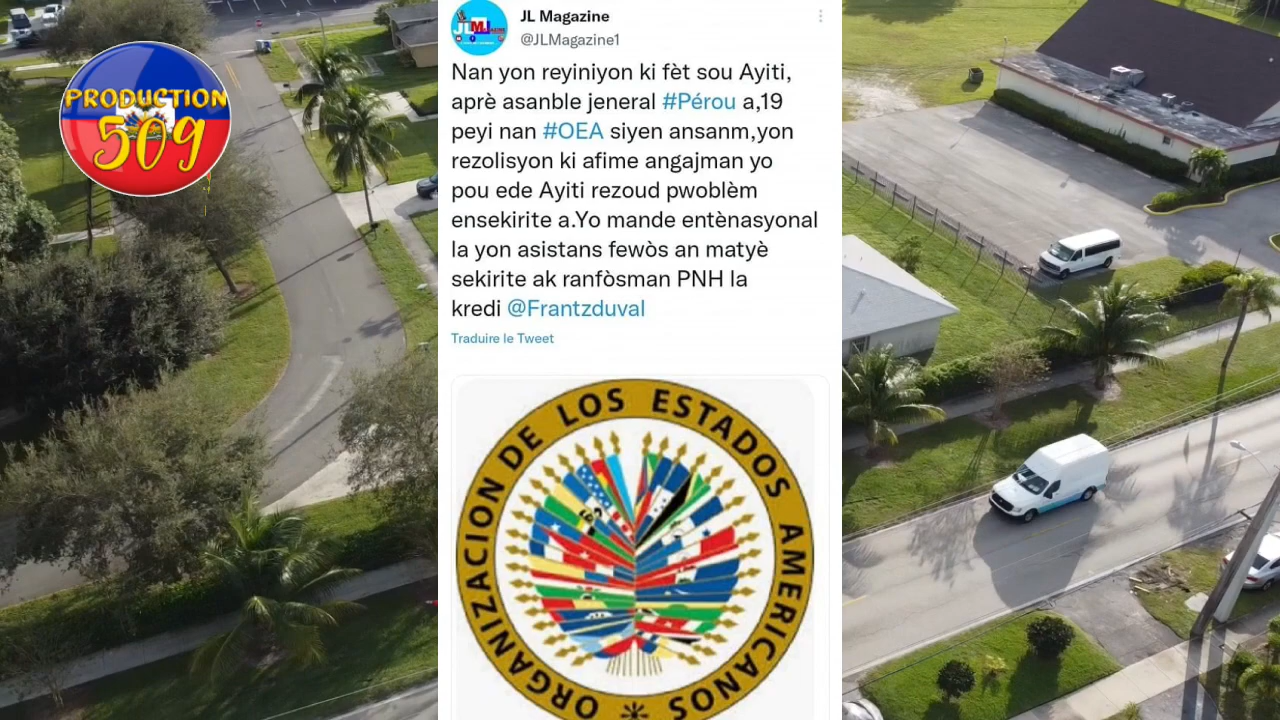 PRODUCTION
509
JL Magazine
@JLMagazine1
Nan yon reyiniyon ki fèt sou Ayiti,
aprè asanble jeneral #Pérou a,19
peyi nan #OEA siyen ansanm,yon
rezolisyon ki afime angajman yo
pou ede Ayiti rezoud pwoblèm
ensekirite a.Yo mande entènasyonal
la yon asistans fewòs an matyè
sekirite ak ranfòsman PNH la
kredi @Frantzduval
Traduire le Tweet
ORGANIZACION DE LOS ESTADOS AMERICANOS